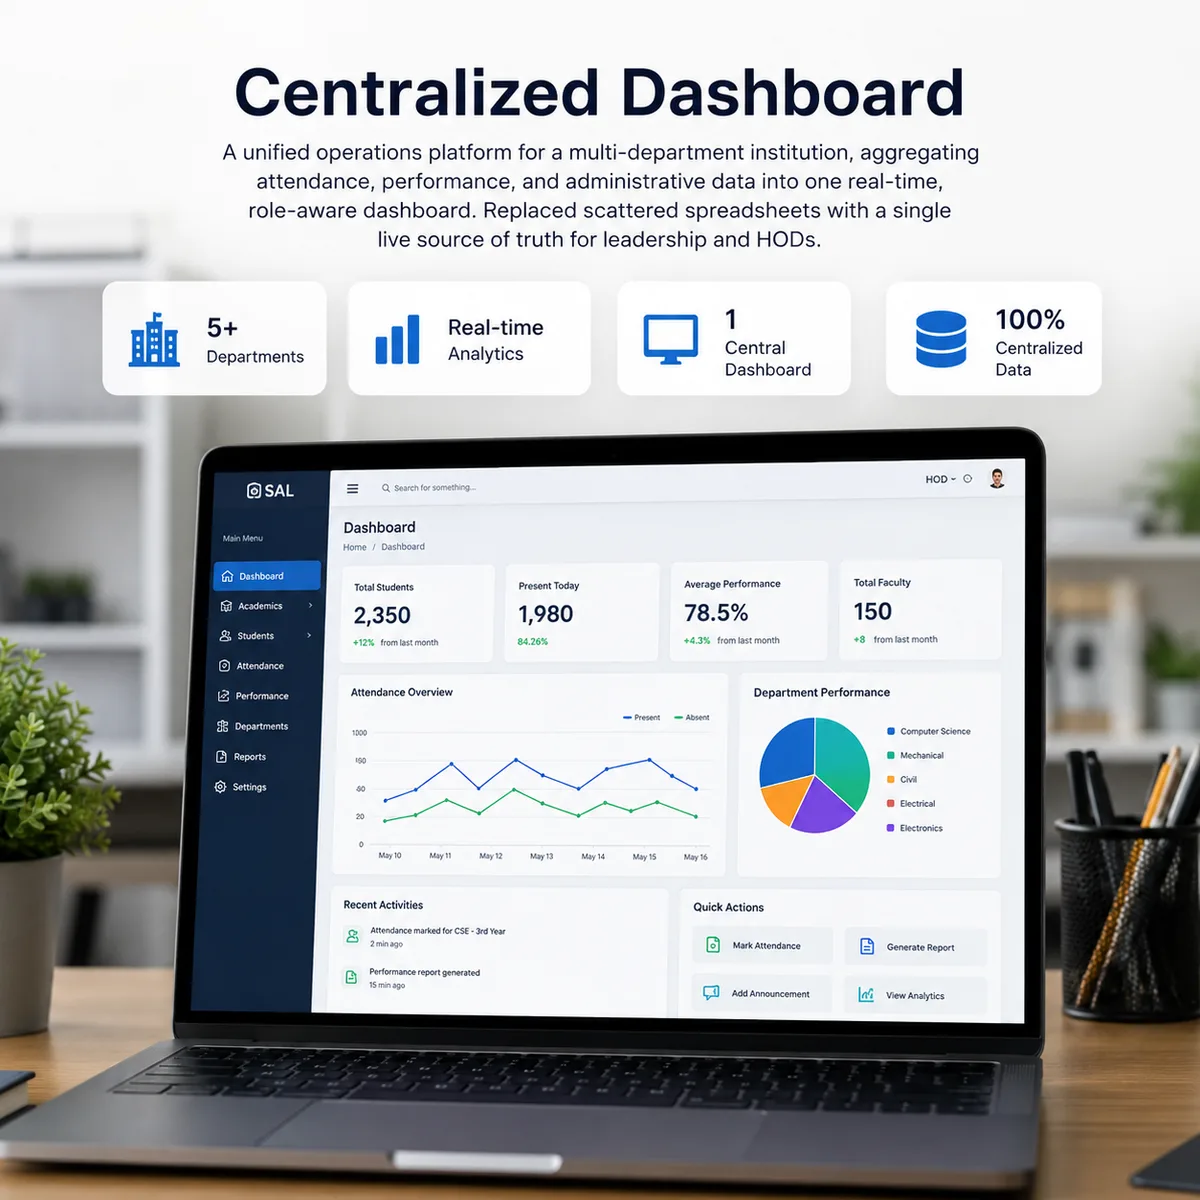 Centralized Dashboard
A unified operations platform for a multi-department institution, aggregating
attendance, performance, and administrative data into one real-time,
role-aware dashboard. Replaced scattered spreadsheets with a single
live source of truth for leadership and HODs.
5+
Departments
Real-time
Analytics
1
Central
Dashboard
100%
Centralized
Data
SAL
Search for something...
HOD
Main Menu
Dashboard
Academics
Students
Attendance
Performance
Departments
Reports
Settings
Dashboard
Home / Dashboard
Total Students
2,350
+12% from last month
Present Today
1,980
84.26%
Average Performance
78.5%
+4.3% from last month
Total Faculty
150
+8 from last month
Attendance Overview
Present Absent
1000
20
0
May 10 May 11 May 12 May 13 May 14 May 15 May 16
Department Performance
Computer Science
Mechanical
Civil
Electrical
Electronics
Recent Activities
Attendance marked for CSE - 3rd Year
2 min ago
Performance report generated
15 min ago
Quick Actions
Mark Attendance
Generate Report
Add Announcement
View Analytics